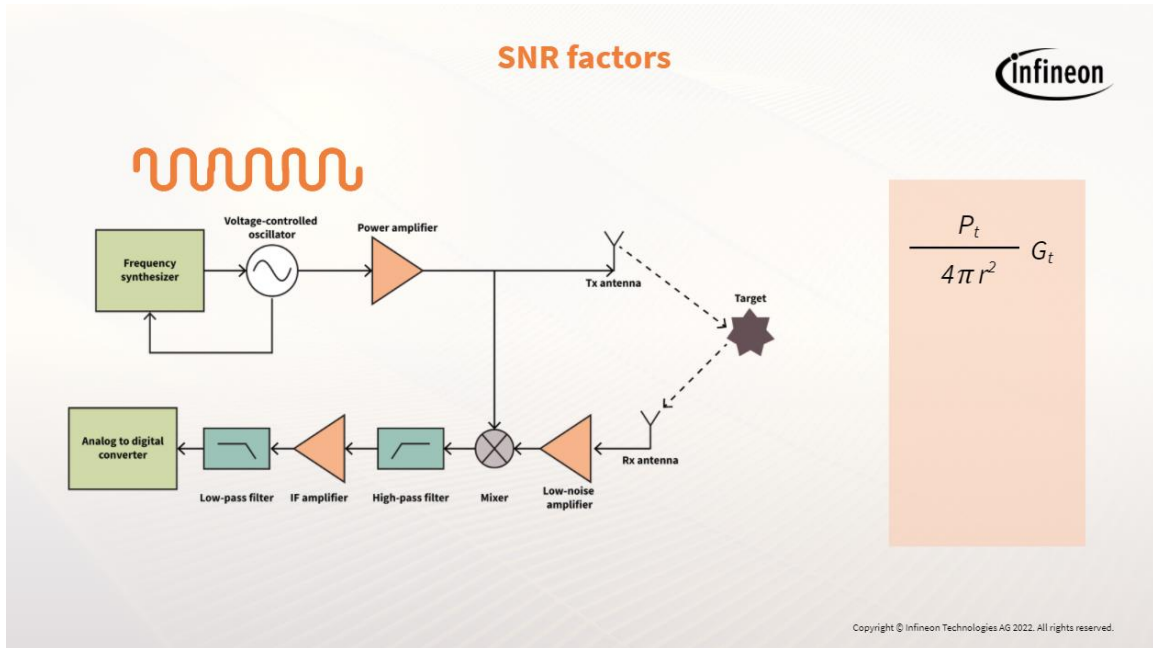 SNR factors
infineon
Voltage-controlled
oscillator
Power amplifier
Frequency
synthesizer
Tx antenna
Target
P_t
4π r² G_t
Analog to digital
converter
Rx antenna
Low-pass filter
IF amplifier
High-pass filter
Mixer
Low-noise
amplifier
Copyright © Infineon Technologies AG 2022. All rights reserved.